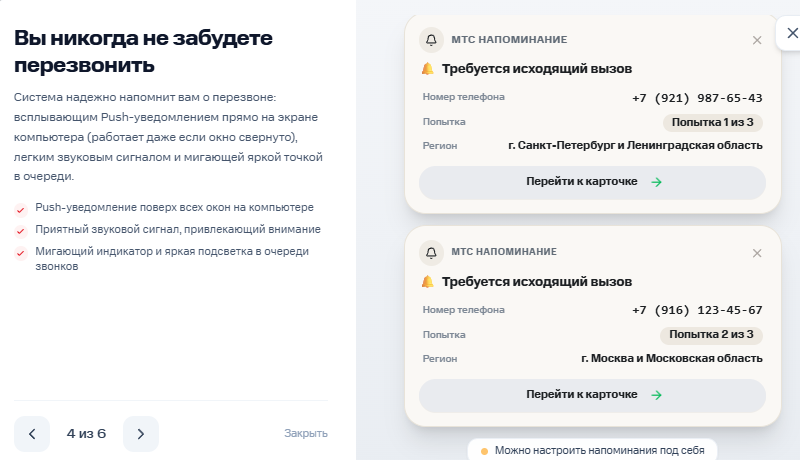 Вы никогда не забудете
перезвонить
Система надежно напомнит вам о перезвоне:
всплывающим Push-уведомлением прямо на экране
компьютера (работает даже если окно свернуто),
легким звуковым сигналом и мигающей яркой точкой
в очереди.
Push-уведомление поверх всех окон на компьютере
Приятный звуковой сигнал, привлекающий внимание
Мигающий индикатор и яркая подсветка в очереди
звонков
4 из 6
Закрыть
МТС НАПОМИНАНИЕ
Требуется исходящий вызов
Номер телефона +7 (921) 987-65-43
Попытка Попытка 1 из 3
Регион г. Санкт-Петербург и Ленинградская область
Перейти к карточке
МТС НАПОМИНАНИЕ
Требуется исходящий вызов
Номер телефона +7 (916) 123-45-67
Попытка Попытка 2 из 3
Регион г. Москва и Московская область
Перейти к карточке
Можно настроить напоминания под себя